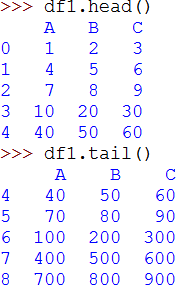 >>> df1.head()
    A   B   C
0   1   2   3
1   4   5   6
2   7   8   9
3  10  20  30
4  40  50  60
>>> df1.tail()
     A    B    C
4   40   50   60
5   70   80   90
6  100  200  300
7  400  500  600
8  700  800  900